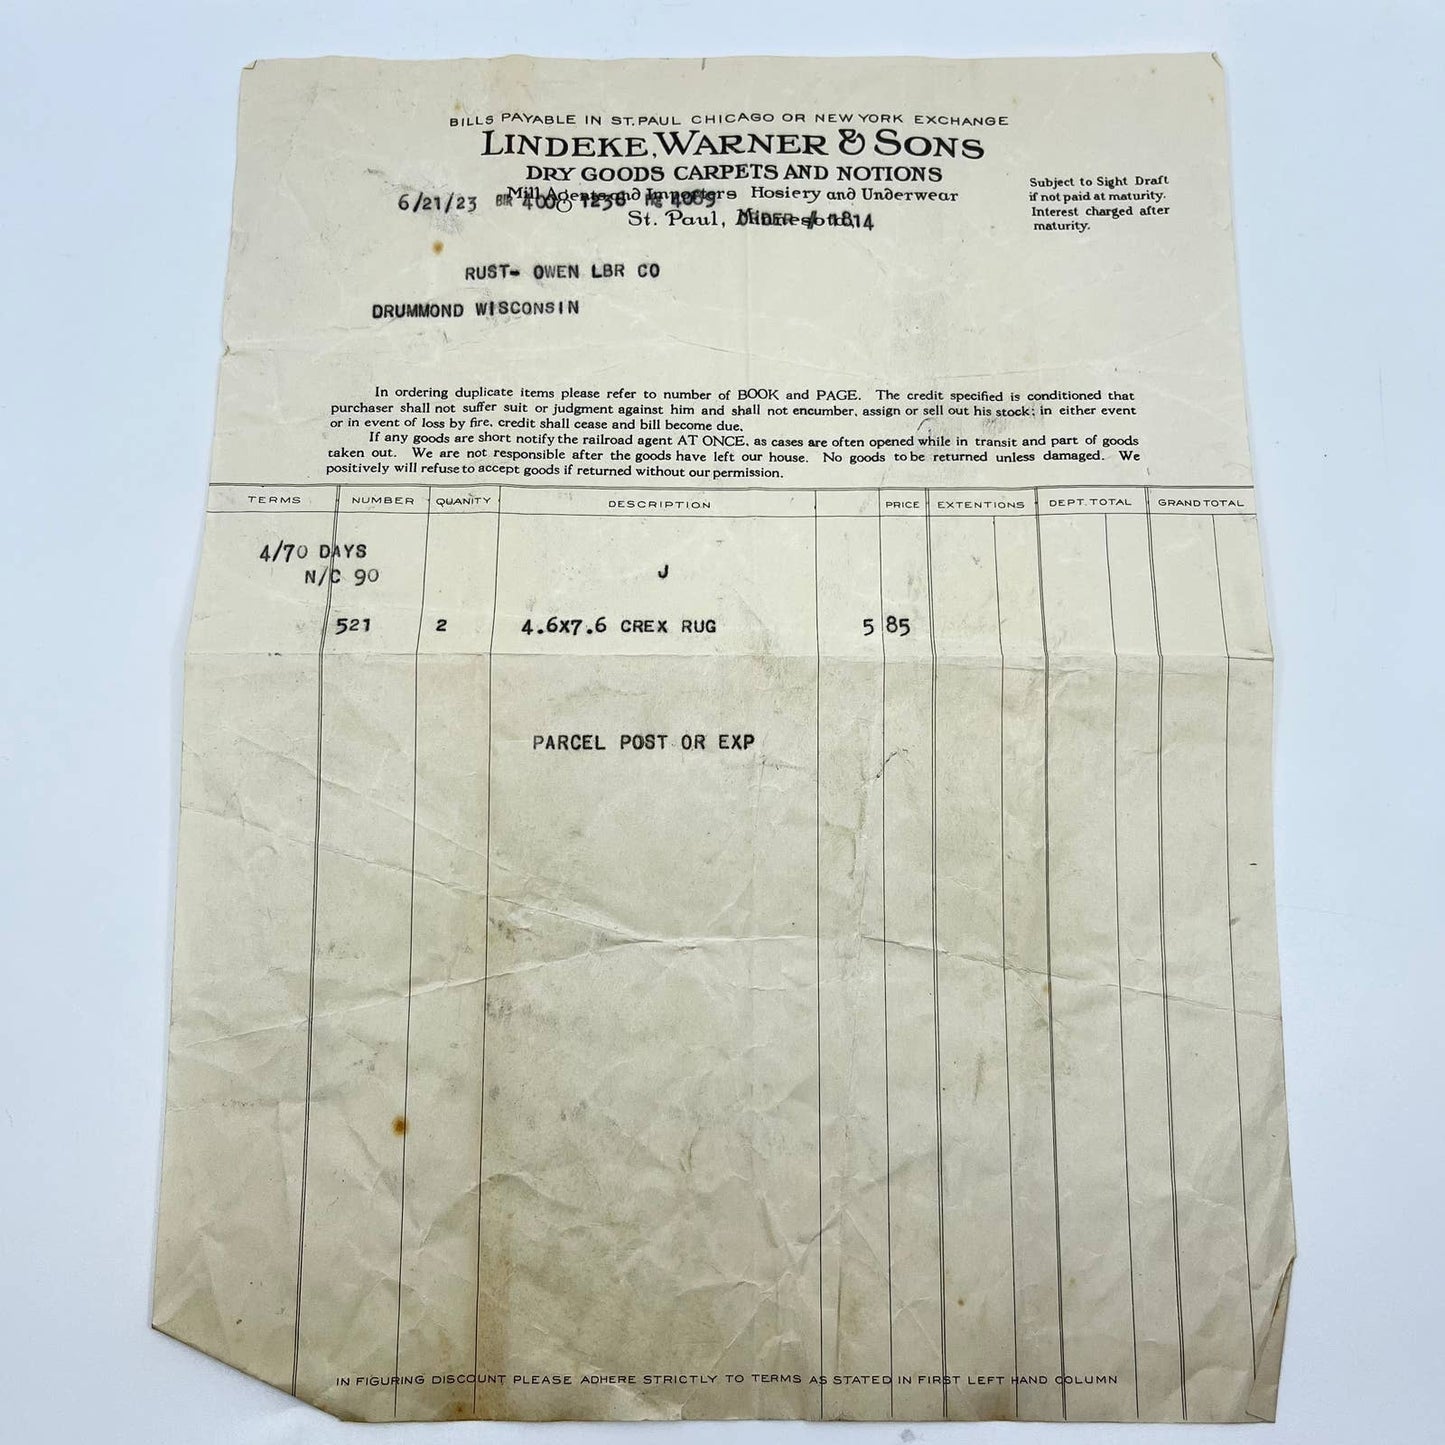 BILLS PAYABLE IN ST. PAUL CHICAGO OR NEW YORK EXCHANGE
LINDEKE, WARNER & SONS
DRY GOODS CARPETS AND NOTIONS
Mill Agents and Importers Hosiery and Underwear
6/21/23
St. Paul, Minnesota,
1814
Subject to Sight Draft
if not paid at maturity.
Interest charged after
maturity.
RUST- OWEN LBR CO
DRUMMOND WISCONSIN
In ordering duplicate items please refer to number of BOOK and PAGE. The credit specified is conditioned that
purchaser shall not suffer suit or judgment against him and shall not encumber, assign or sell out his stock; in either event
or in event of loss by fire, credit shall cease and bill become due.
If any goods are short notify the railroad agent AT ONCE, as cases are often opened while in transit and part of goods
taken out. We are not responsible after the goods have left our house. No goods to be returned unless damaged. We
positively will refuse to accept goods if returned without our permission.
TERMS NUMBER QUANITY DESCRIPTION PRICE EXTENTIONS DEPT. TOTAL GRAND TOTAL
4/70 DAYS
N/C 90 J
521 2 4.6X7.6 CREX RUG 5 85
PARCEL POST OR EXP
IN FIGURING DISCOUNT PLEASE ADHERE STRICTLY TO TERMS AS STATED IN FIRST LEFT HAND COLUMN